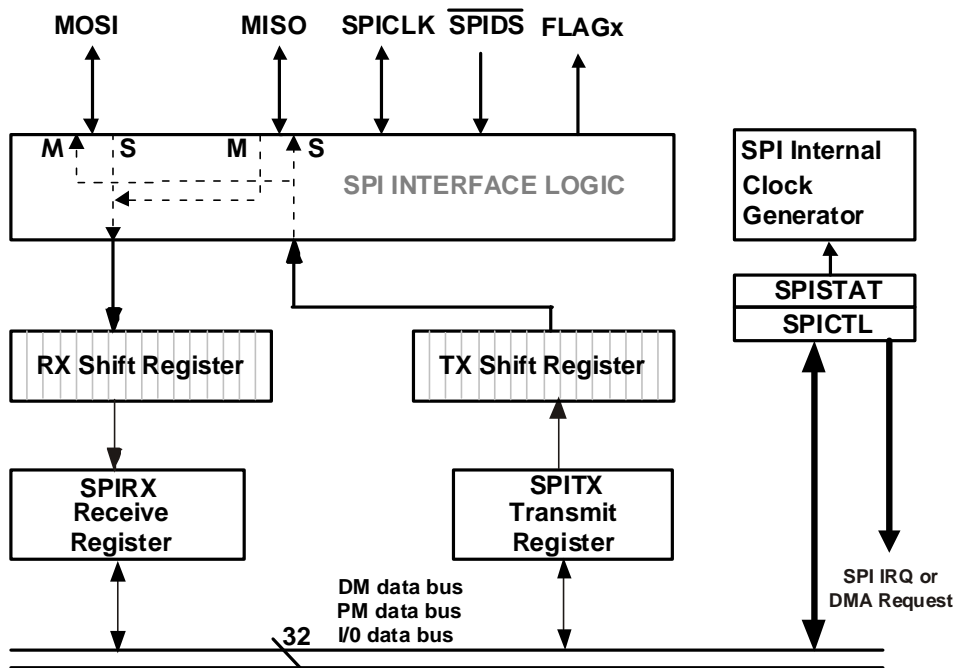 MOSI MISO SPICLK SPIDS FLAGx
M S M S
SPI INTERFACE LOGIC
SPI Internal
Clock
Generator
SPISTAT
SPICTL
RX Shift Register
TX Shift Register
SPIRX
Receive
Register
SPITX
Transmit
Register
SPI IRQ or
DMA Request
DM data bus
PM data bus
I/0 data bus
32